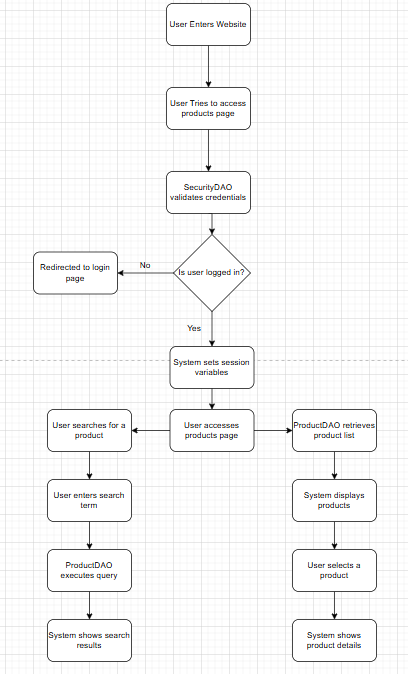 User Enters Website
User Tries to access
products page
SecurityDAO
validates credentials
Is user logged in?
No
Redirected to login
page
Yes
System sets session
variables
User accesses
products page
User searches for a
product
User enters search
term
ProductDAO
executes query
System shows search
results
ProductDAO retrieves
product list
System displays
products
User selects a
product
System shows
product details